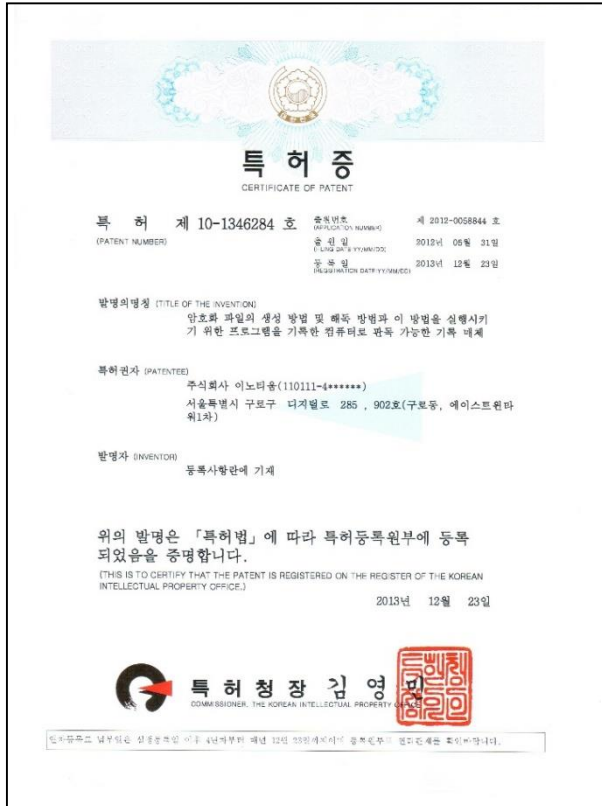 특허증
CERTIFICATE OF PATENT
특 허 제 10-1346284 호
(PATENT NUMBER)
출원번호 제 2012-0058844 호
(APPLICATION NUMBER)
출 원 일 2012년 05월 31일
(FILING DATE:YY/MM/DD)
등 록 일 2013년 12월 23일
(REGISTRATION DATE:YY/MM/DD)
발명의명칭 (TITLE OF THE INVENTION)
암호화 파일의 생성 방법 및 해독 방법과 이 방법을 실행시키
기 위한 프로그램을 기록한 컴퓨터로 판독 가능한 기록 매체
특허권자 (PATENTEE)
주식회사 이노티움(110111-4******)
서울특별시 구로구 디지털로 285 , 902호(구로동, 에이스트윈타
워1차)
발명자 (INVENTOR)
등록사항란에 기재
위의 발명은 「특허법」에 따라 특허등록원부에 등록
되었음을 증명합니다.
(THIS IS TO CERTIFY THAT THE PATENT IS REGISTERED ON THE REGISTER OF THE KOREAN
INTELLECTUAL PROPERTY OFFICE.)
2013년 12월 23일
특허청장 김영민
COMMISSIONER, THE KOREAN INTELLECTUAL PROPERTY OFFICE